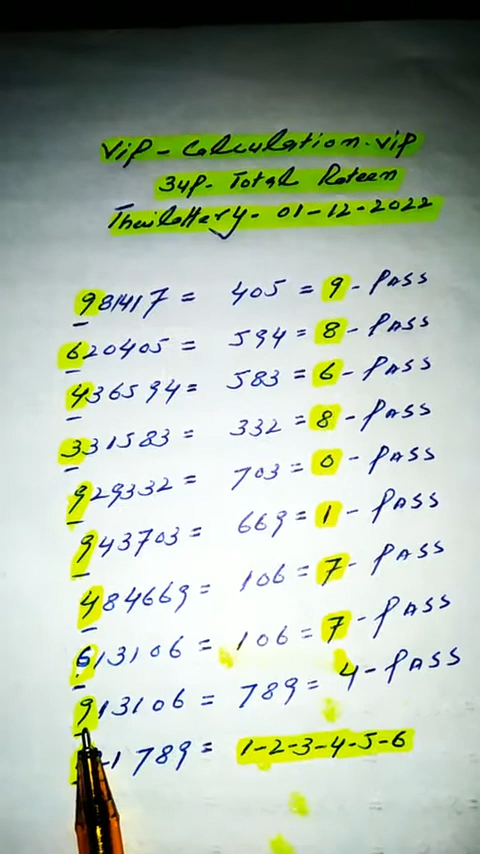 Vip-Calculation.vip
3up-Total Roteen
Thailottery-01-12-2022
981417 = 405 = 9-PASS
620405 = 594 = 8-PASS
436594 = 583 = 6-PASS
331583 = 332 = 8-PASS
929332 = 703 = 0-PASS
943703 = 669 = 1-PASS
484669 = 106 = 7-PASS
613106 = 106 = 7-PASS
913106 = 789 = 4-PASS
1789 = 1-2-3-4-5-6